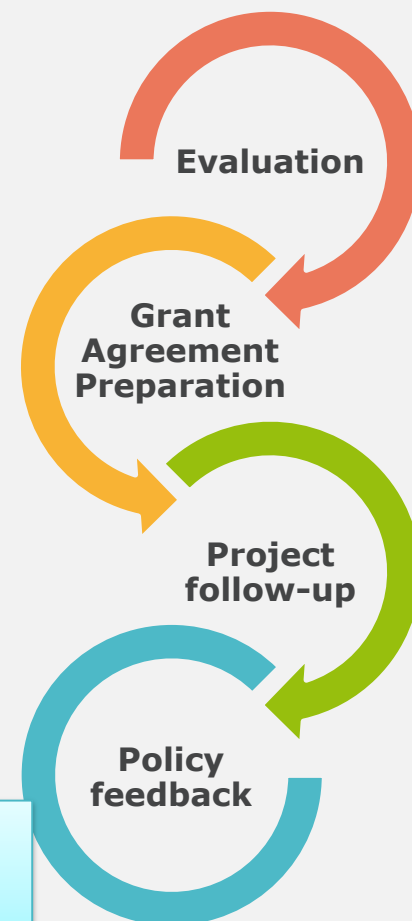 Evaluation
Grant
Agreement
Preparation
Project
follow-up
Policy
feedback